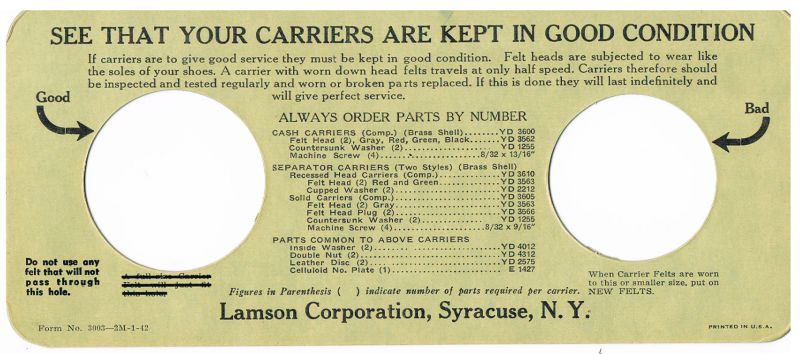 SEE THAT YOUR CARRIERS ARE KEPT IN GOOD CONDITION
If carriers are to give good service they must be kept in good condition. Felt heads are subjected to wear like
the soles of your shoes. A carrier with worn down head felts travels at only half speed. Carriers therefore should
be inspected and tested regularly and worn or broken parts replaced. If this is done they will last indefinitely and
will give perfect service.
Good
Bad
ALWAYS ORDER PARTS BY NUMBER
CASH CARRIERS (Comp.) (Brass Shell).......YD 3600
Felt Head (2), Gray, Red, Green, Black......YD 3562
Countersunk Washer (2)......................YD 1255
Machine Screw (4)......................8/32 x 13/16"
SEPARATOR CARRIERS (Two Styles) (Brass Shell)
Recessed Head Carriers (Comp.)............YD 3610
Felt Head (2) Red and Green............YD 3563
Cupped Washer (2)......................YD 2212
Solid Carriers (Comp.)......................YD 3605
Felt Head (2) Gray......................YD 3563
Felt Head Plug (2)......................YD 3566
Countersunk Washer (2)................YD 1255
Machine Screw (4)..................8/32 x 9/16"
PARTS COMMON TO ABOVE CARRIERS
Inside Washer (2)...........................YD 4012
Double Nut (2)..............................YD 4312
Leather Disc (2).............................YD 2575
Celluloid No. Plate (1)......................E 1427
Do not use any
felt that will not
pass through
this hole.
A full size Carrier
Felt will just fit
this hole.
When Carrier Felts are worn
to this or smaller size, put on
NEW FELTS.
Figures in Parenthesis ( ) indicate number of parts required per carrier.
Lamson Corporation, Syracuse, N. Y.
Form No. 3003—2M-1-42
PRINTED IN U.S.A.